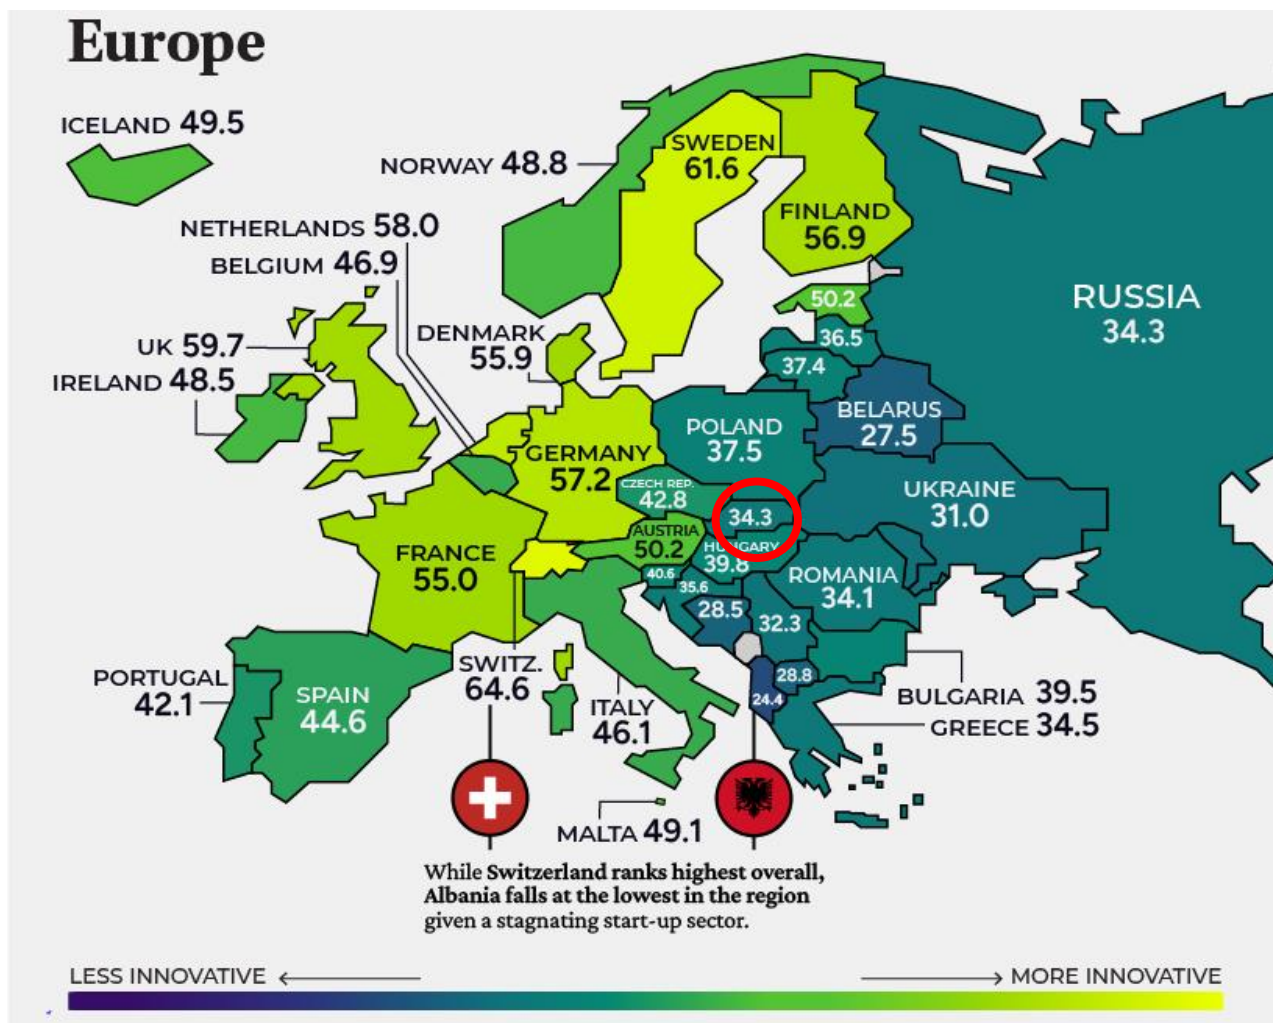 Europe
ICELAND 49.5
NORWAY 48.8
SWEDEN
61.6
FINLAND
56.9
NETHERLANDS 58.0
BELGIUM 46.9
RUSSIA
34.3
50.2
DENMARK
55.9
UK 59.7
36.5
IRELAND 48.5
37.4
BELARUS
27.5
POLAND
37.5
GERMANY
57.2
CZECH REP.
42.8
UKRAINE
31.0
34.3
AUSTRIA
50.2
HUNGARY
39.8
FRANCE
55.0
40.6
35.6
ROMANIA
34.1
28.5
32.3
SWITZ.
64.6
28.8
24.4
PORTUGAL
42.1
SPAIN
44.6
ITALY
46.1
BULGARIA 39.5
GREECE 34.5
MALTA 49.1
While Switzerland ranks highest overall,
Albania falls at the lowest in the region
given a stagnating start-up sector.
LESS INNOVATIVE
MORE INNOVATIVE